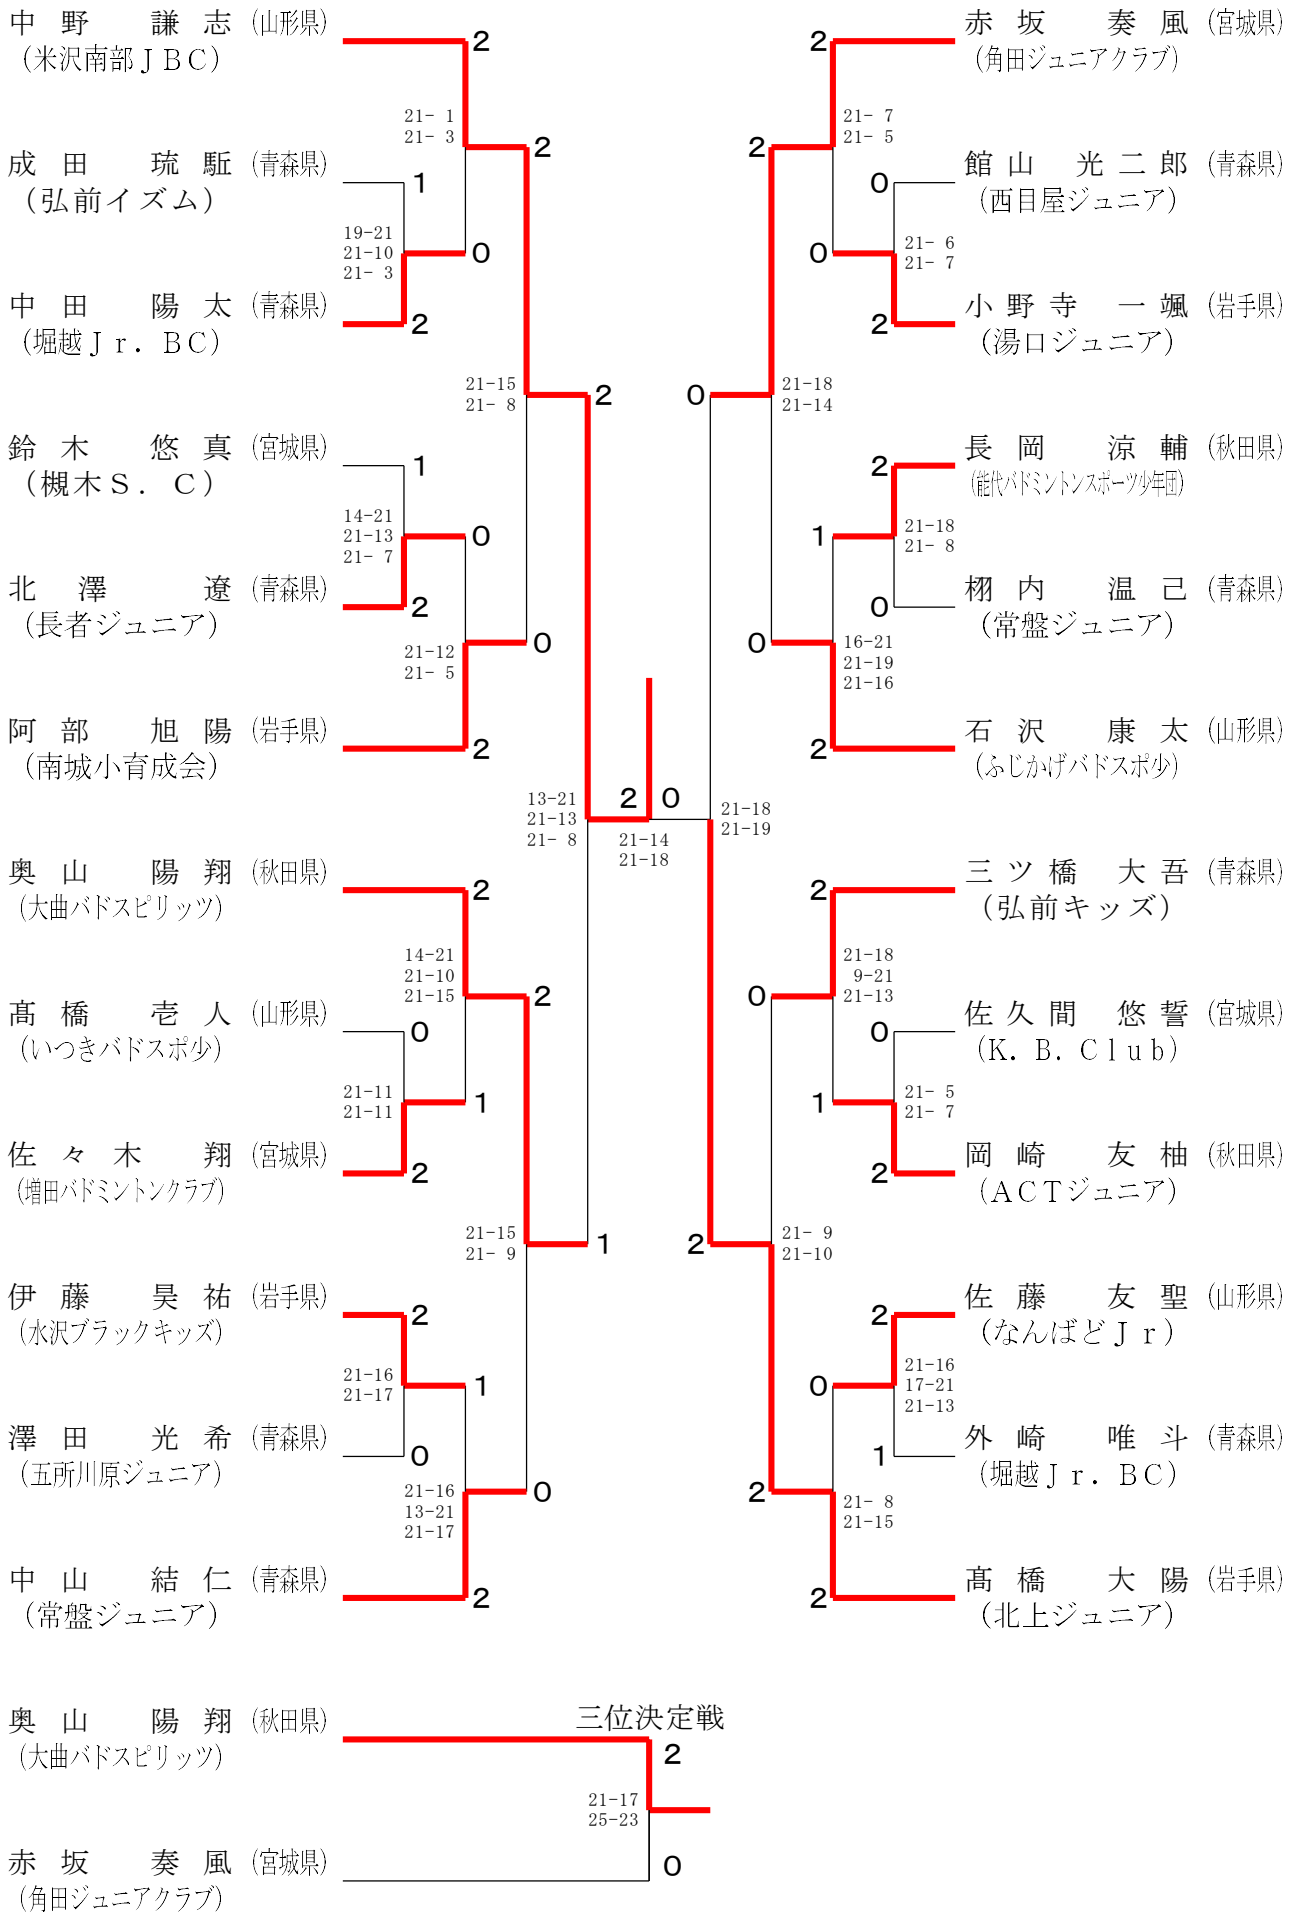 中野 謙志 (山形県)
(米沢南部ＪＢＣ)
2
21- 1
21- 3
2
成田 琉駈 (青森県)
(弘前イズム)
1
19-21
21-10
21- 3
0
中田 陽太 (青森県)
(堀越Ｊｒ．ＢＣ)
2
21-15
21- 8
2
鈴木 悠真 (宮城県)
(槻木Ｓ．Ｃ)
1
14-21
21-13
21- 7
0
北澤 遼 (青森県)
(長者ジュニア)
2
21-12
21- 5
0
阿部 旭陽 (岩手県)
(南城小育成会)
2
13-21
21-13
21- 8
2 0
21-14
21-18
奥山 陽翔 (秋田県)
(大曲バドスピリッツ)
2
14-21
21-10
21-15
2
髙橋 壱人 (山形県)
(いつきバドスポ少)
0
21-11
21-11
1
佐々木 翔 (宮城県)
(増田バドミントンクラブ)
2
21-15
21- 9
1
伊藤 昊祐 (岩手県)
(水沢ブラックキッズ)
2
21-16
21-17
1
澤田 光希 (青森県)
(五所川原ジュニア)
0
21-16
13-21
21-17
0
中山 結仁 (青森県)
(常盤ジュニア)
2
赤坂 奏風 (宮城県)
(角田ジュニアクラブ)
2
21- 7
21- 5
2
館山 光二郎 (青森県)
(西目屋ジュニア)
0
21- 6
21- 7
0
小野寺 一颯 (岩手県)
(湯口ジュニア)
2
21-18
21-14
0
長岡 涼輔 (秋田県)
(能代バドミントンスポーツ少年団)
2
21-18
21- 8
1
栩内 温己 (青森県)
(常盤ジュニア)
0
16-21
21-19
21-16
0
石沢 康太 (山形県)
(ふじかげバドスポ少)
2
21-18
21-19
三ツ橋 大吾 (青森県)
(弘前キッズ)
2
21-18
9-21
21-13
0
佐久間 悠誓 (宮城県)
(Ｋ．Ｂ．Ｃｌｕｂ)
0
21- 5
21- 7
1
岡崎 友柚 (秋田県)
(ＡＣＴジュニア)
2
21- 9
21-10
2
佐藤 友聖 (山形県)
(なんばどＪｒ)
2
21-16
17-21
21-13
0
外崎 唯斗 (青森県)
(堀越Ｊｒ．ＢＣ)
1
21- 8
21-15
2
髙橋 大陽 (岩手県)
(北上ジュニア)
2
三位決定戦
奥山 陽翔 (秋田県)
(大曲バドスピリッツ)
2
21-17
25-23
赤坂 奏風 (宮城県)
(角田ジュニアクラブ)
0